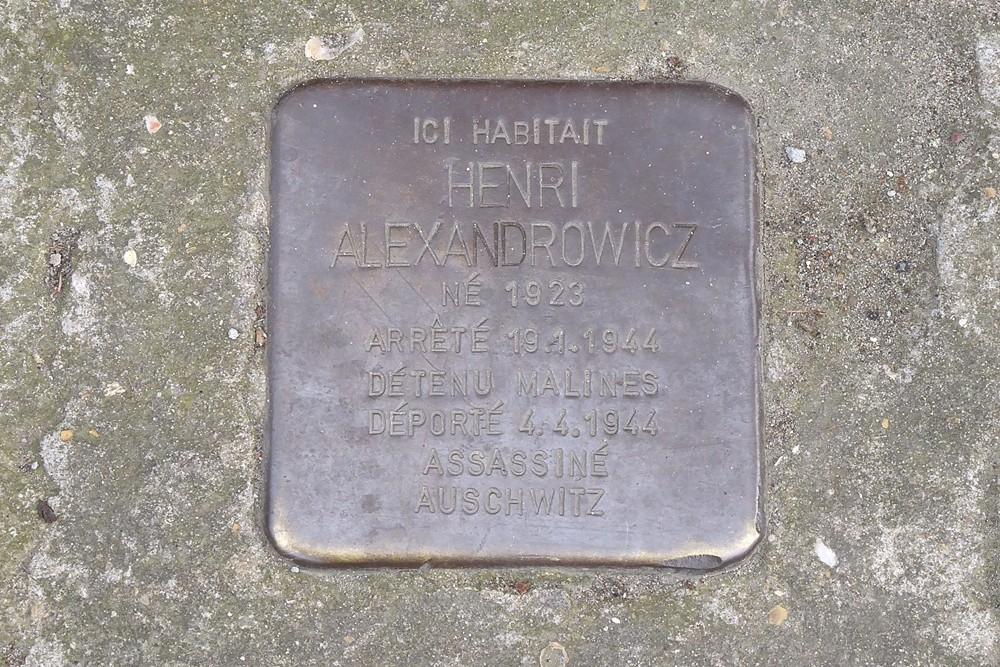 ICI HABITAIT
HENRI
ALEXANDROWICZ
NÉ 1923
ARRÊTÉ 19.1.1944
DÉTENU MALINES
DÉPORTÉ 4.4.1944
ASSASSINÉ
AUSCHWITZ